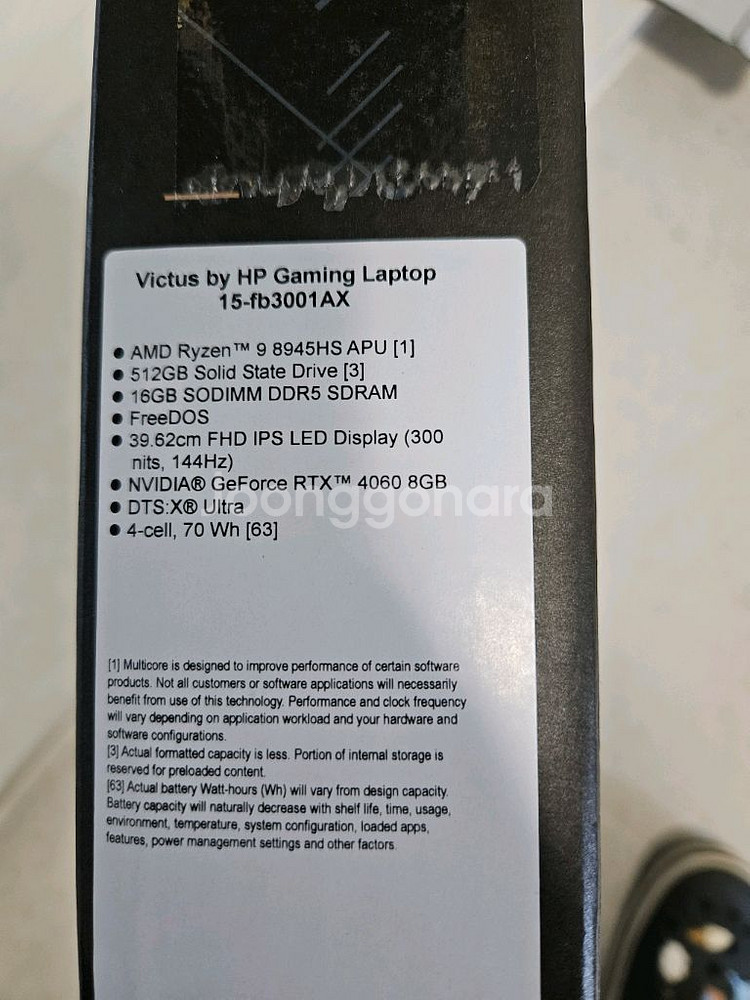 Victus by HP Gaming Laptop
15-fb3001AX
● AMD Ryzen™ 9 8945HS APU [1]
● 512GB Solid State Drive [3]
● 16GB SODIMM DDR5 SDRAM
● FreeDOS
● 39.62cm FHD IPS LED Display (300
nits, 144Hz)
● NVIDIA® GeForce RTX™ 4060 8GB
joonggonara
● DTS:X® Ultra
● 4-cell, 70 Wh [63]
[1] Multicore is designed to improve performance of certain software
products. Not all customers or software applications will necessarily
benefit from use of this technology. Performance and clock frequency
will vary depending on application workload and your hardware and
software configurations.
[3] Actual formatted capacity is less. Portion of internal storage is
reserved for preloaded content.
[63] Actual battery Watt-hours (Wh) will vary from design capacity.
Battery capacity will naturally decrease with shelf life, time, usage,
environment, temperature, system configuration, loaded apps,
features, power management settings and other factors.